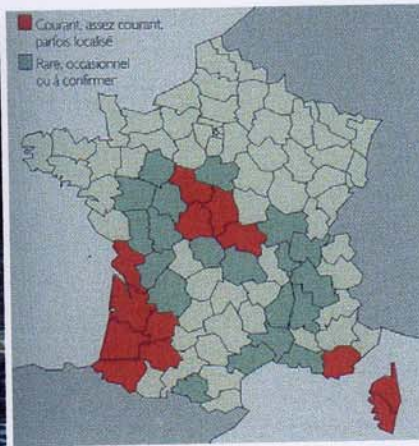 Courant, assez courant,
parfois localisé
Rare, occasionnel
ou à confirmer